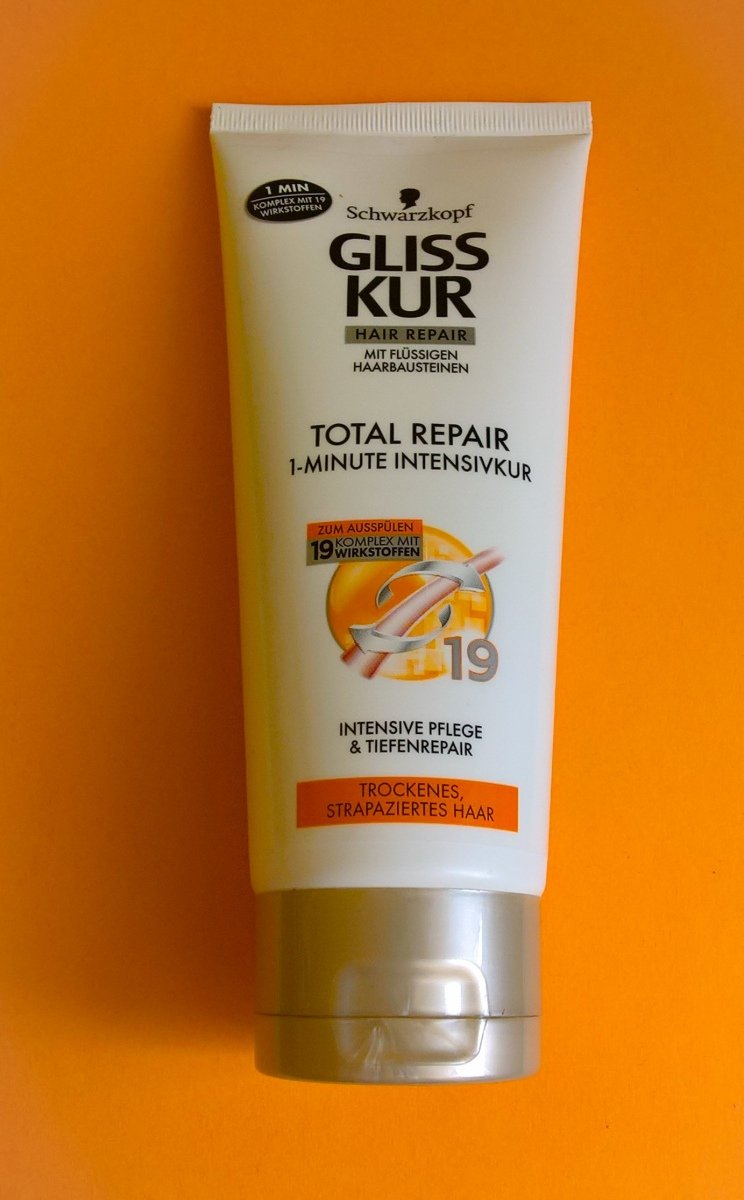 1 MIN
KOMPLEX MIT 19
WIRKSTOFFEN
Schwarzkopf
GLISS
KUR
HAIR REPAIR
MIT FLÜSSIGEN
HAARBAUSTEINEN
TOTAL REPAIR
1-MINUTE INTENSIVKUR
ZUM AUSSPÜLEN
19 KOMPLEX MIT
WIRKSTOFFEN
19
INTENSIVE PFLEGE
& TIEFENREPAIR
TROCKENES,
STRAPAZIERTES HAAR